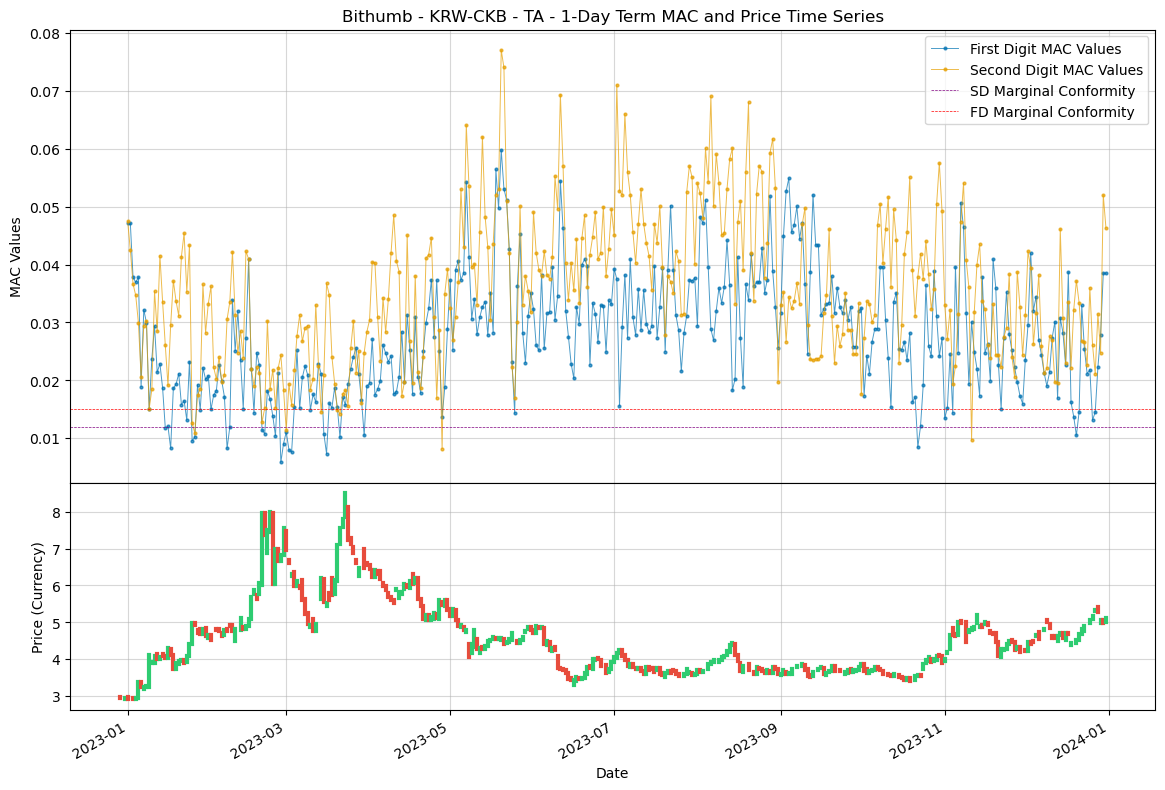 Bithumb - KRW-CKB - TA - 1-Day Term MAC and Price Time Series
First Digit MAC Values
Second Digit MAC Values
SD Marginal Conformity
FD Marginal Conformity
MAC Values
0.08
0.07
0.06
0.05
0.04
0.03
0.02
0.01
Price (Currency)
8
7
6
5
4
3
2023-01
2023-03
2023-05
2023-07
2023-09
2023-11
2024-01
Date